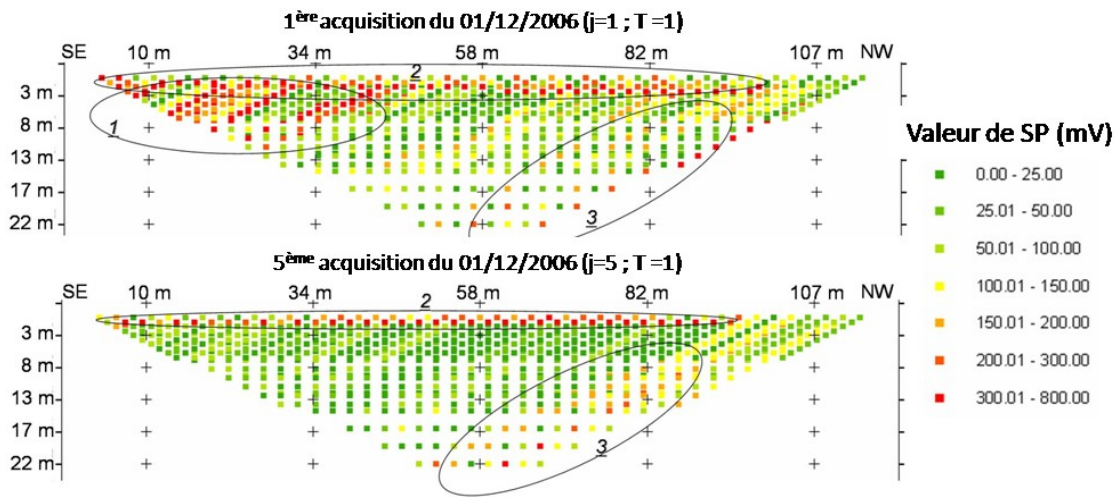 1ère acquisition du 01/12/2006 (j=1 ; T =1)
SE 10 m 34 m 58 m 82 m 107 m NW
2
3 m
8 m
1
13 m
17 m
22 m
3
5ème acquisition du 01/12/2006 (j=5 ; T =1)
SE 10 m 34 m 58 m 82 m 107 m NW
2
3 m
8 m
13 m
17 m
3
22 m
Valeur de SP (mV)
0.00 - 25.00
25.01 - 50.00
50.01 - 100.00
100.01 - 150.00
150.01 - 200.00
200.01 - 300.00
300.01 - 800.00